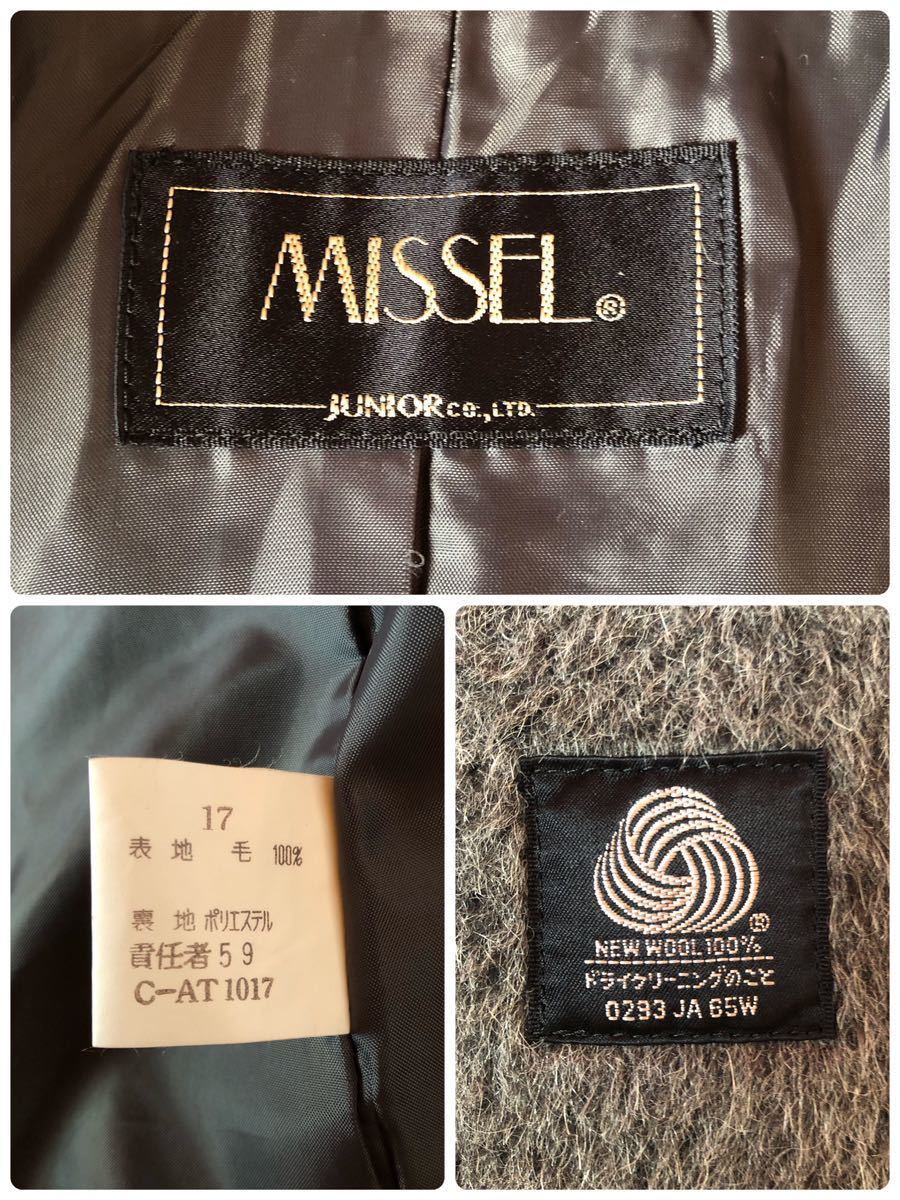 MISSEL®
JUNIOR CO.,LTD.
17
表地 毛 100%
裏地 ポリエステル
責任者59
C-AT 1017
®
NEW WOOL 100%
ドライクリーニングのこと
0293 JA 65W